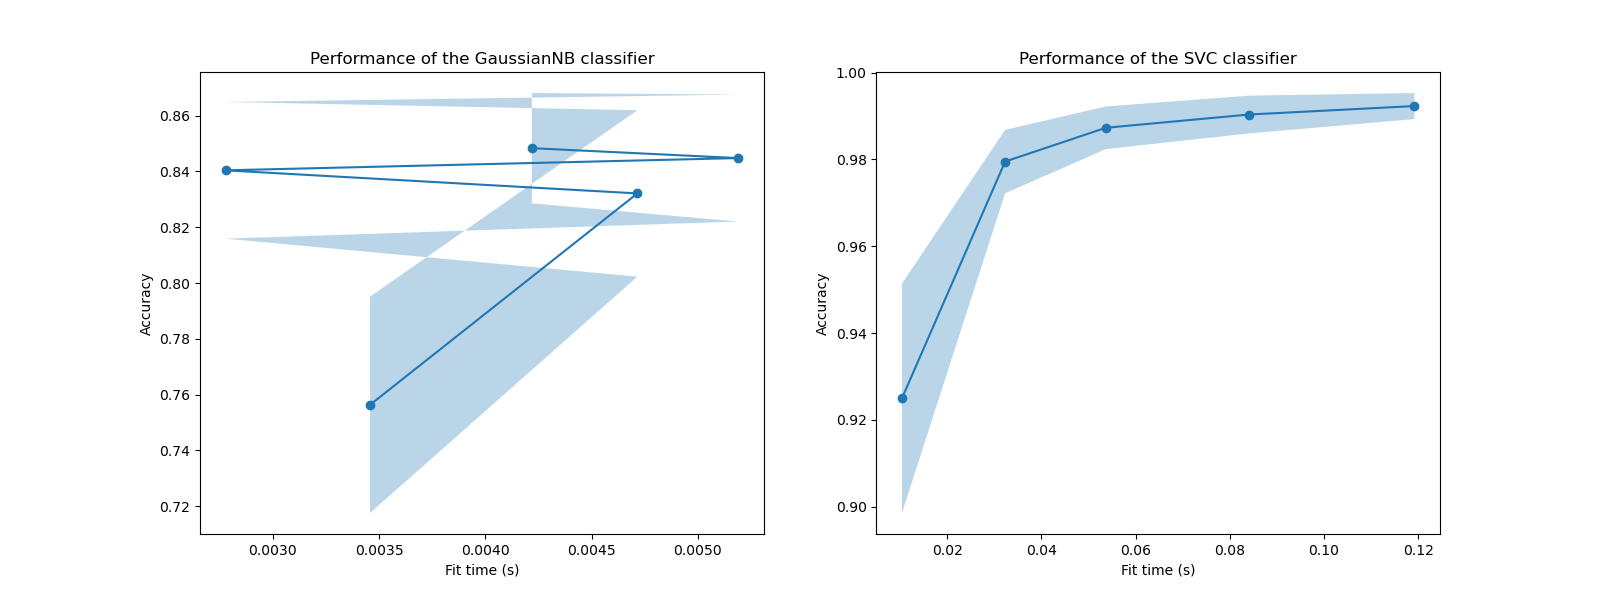 Performance of the GaussianNB classifier
0.86
0.84
0.82
0.80
0.78
0.76
0.74
0.72
Accuracy
0.0030 0.0035 0.0040 0.0045 0.0050
Fit time (s)
Performance of the SVC classifier
1.00
0.98
0.96
0.94
0.92
0.90
Accuracy
0.02 0.04 0.06 0.08 0.10 0.12
Fit time (s)